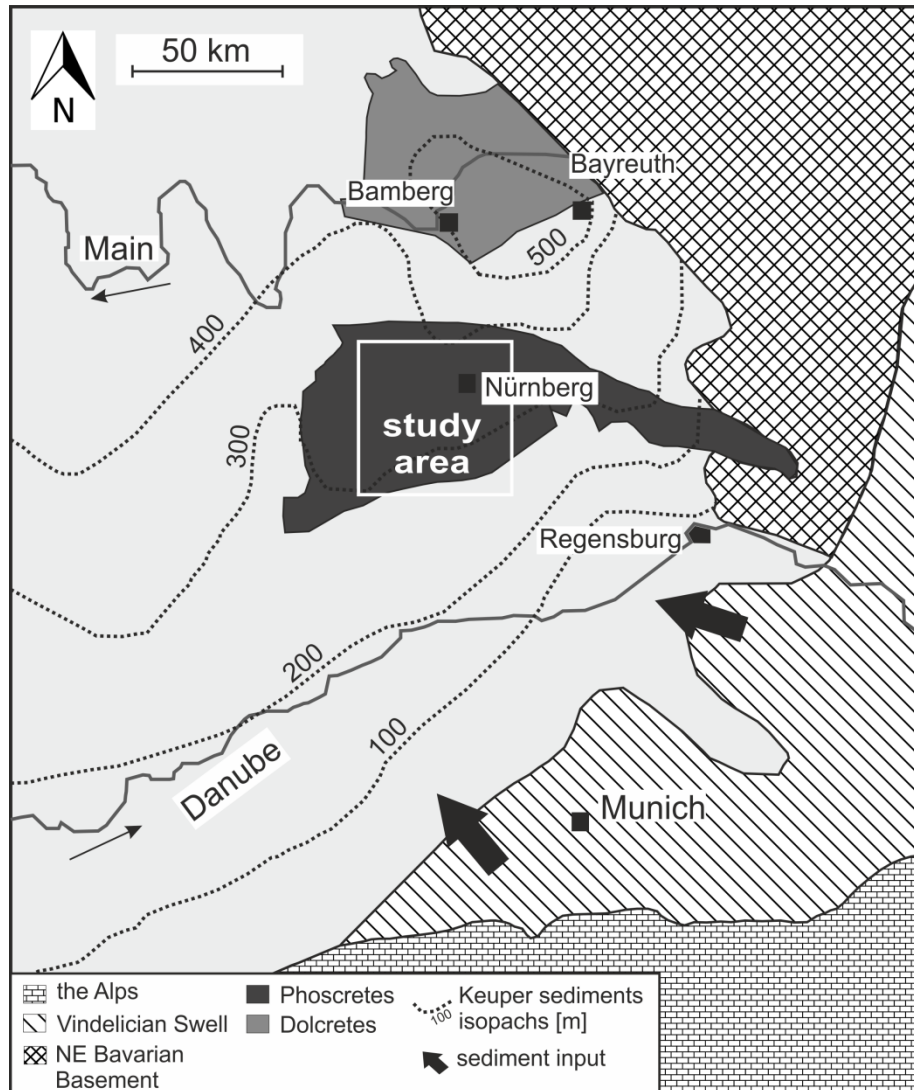 50 km
N
Bayreuth
Bamberg
Main
500
400
Nürnberg
300
study
area
Regensburg
200
100
Danube
Munich
the Alps
Vindelician Swell
NE Bavarian
Basement
Phoscretes
Dolcretes
100
Keuper sediments
isopachs [m]
sediment input